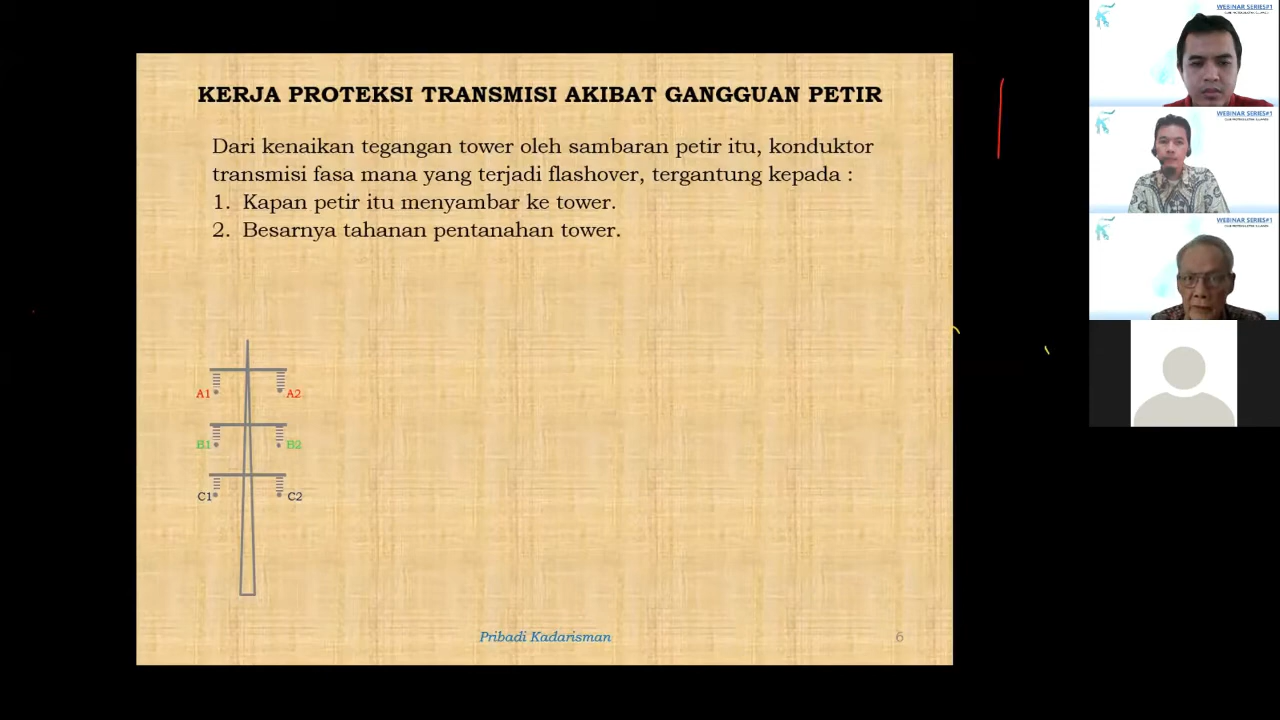 KERJA PROTEKSI TRANSMISI AKIBAT GANGGUAN PETIR
Dari kenaikan tegangan tower oleh sambaran petir itu, konduktor
transmisi fasa mana yang terjadi flashover, tergantung kepada :
1. Kapan petir itu menyambar ke tower.
2. Besarnya tahanan pentanahan tower.
A1 A2
B1 B2
C1 C2
Pribadi Kadarisman
6
WEBINAR SERIES#1
WEBINAR SERIES#1
WEBINAR SERIES#1